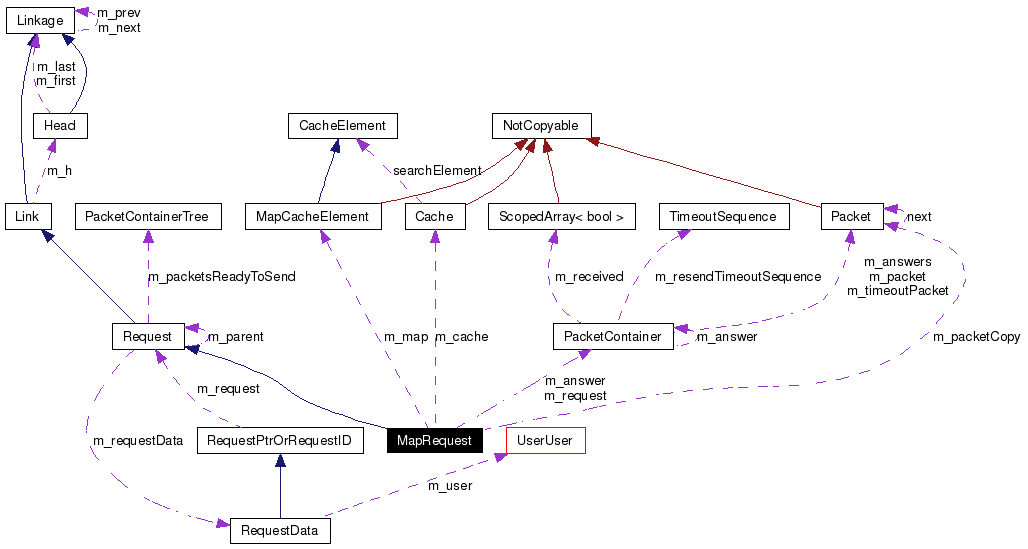 m_prev
Linkage
m_next
m_last
m_first
Head
CacheElement
NotCopyable
m_h
searchElement
Link
PacketContainerTree
MapCacheElement
Cache
ScopedArray< bool >
TimeoutSequence
Packet
next
m_packetsReadyToSend
m_received
m_resendTimeoutSequence
m_answers
m_packet
m_timeoutPacket
Request
m_parent
m_map
m_cache
PacketContainer
m_answer
m_packetCopy
m_request
m_answer
m_request
m_requestData
RequestPtrOrRequestID
MapRequest
UserUser
m_user
RequestData